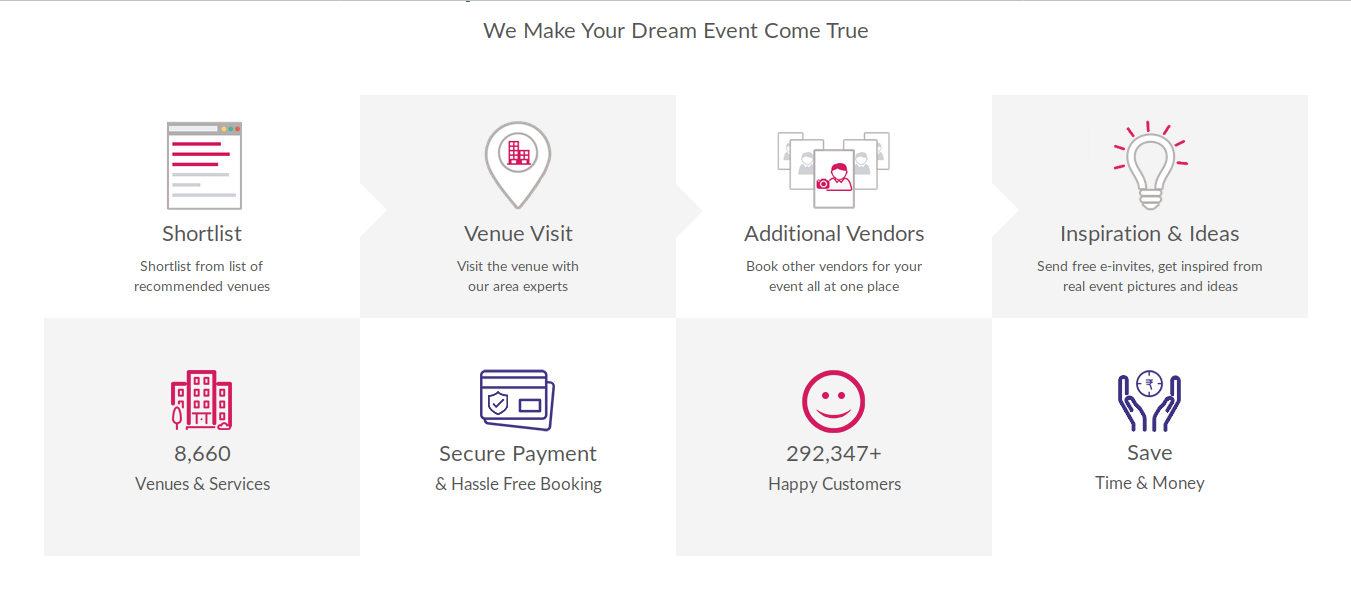 We Make Your Dream Event Come True
Shortlist
Shortlist from list of
recommended venues
Venue Visit
Visit the venue with
our area experts
Additional Vendors
Book other vendors for your
event all at one place
Inspiration & Ideas
Send free e-invites, get inspired from
real event pictures and ideas
8,660
Venues & Services
Secure Payment
& Hassle Free Booking
292,347+
Happy Customers
₹
Save
Time & Money